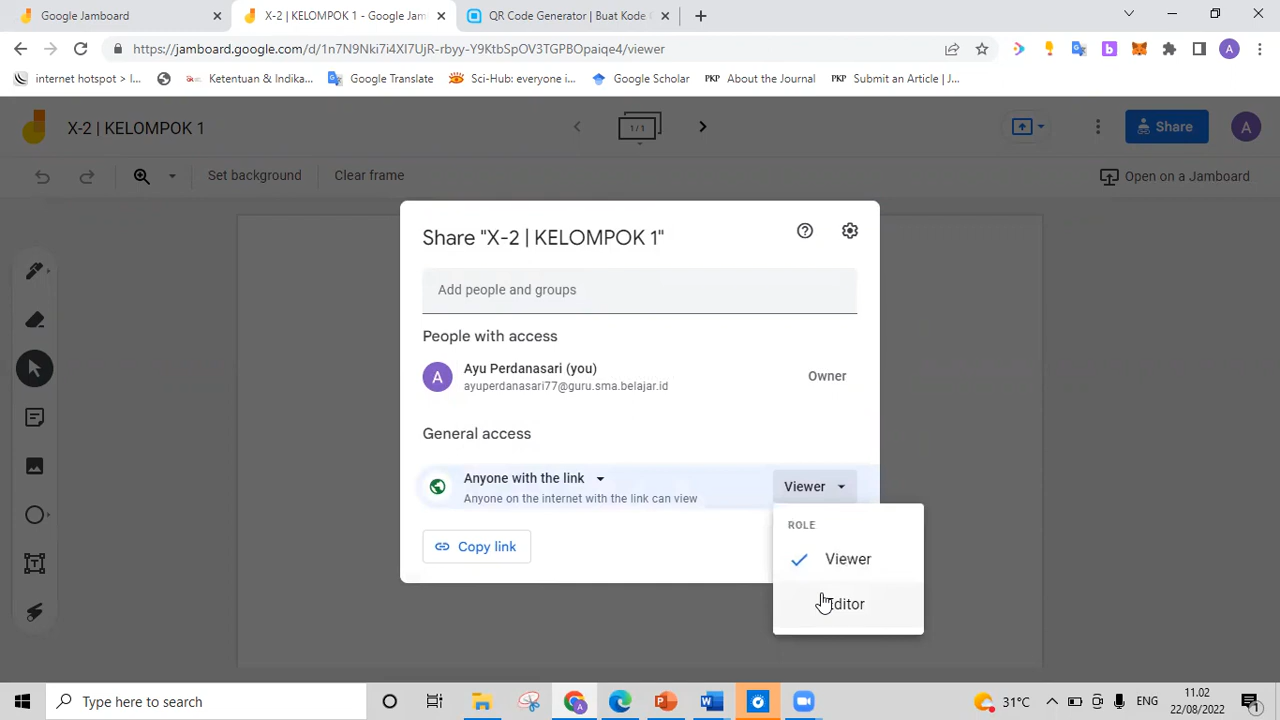 Google Jamboard
X-2 | KELOMPOK 1 - Google Jam
QR Code Generator | Buat Kode
https://jamboard.google.com/d/1n7N9Nki7i4XI7UjR-rbyy-Y9KtbSpOV3TGPBOpaiqe4/viewer
A
internet hotspot > l...
Ketentuan & Indika...
Google Translate
Sci-Hub: everyone i...
Google Scholar
PKP About the Journal
PKP Submit an Article | J...
X-2 | KELOMPOK 1
1 / 1
Share
A
Set background
Clear frame
Open on a Jamboard
Share "X-2 | KELOMPOK 1"
Add people and groups
People with access
A
Ayu Perdanasari (you)
ayuperdanasari77@guru.sma.belajar.id
Owner
General access
Anyone with the link
Anyone on the internet with the link can view
Viewer
Copy link
ROLE
Viewer
Editor
Type here to search
31°C
ENG
11.02
22/08/2022